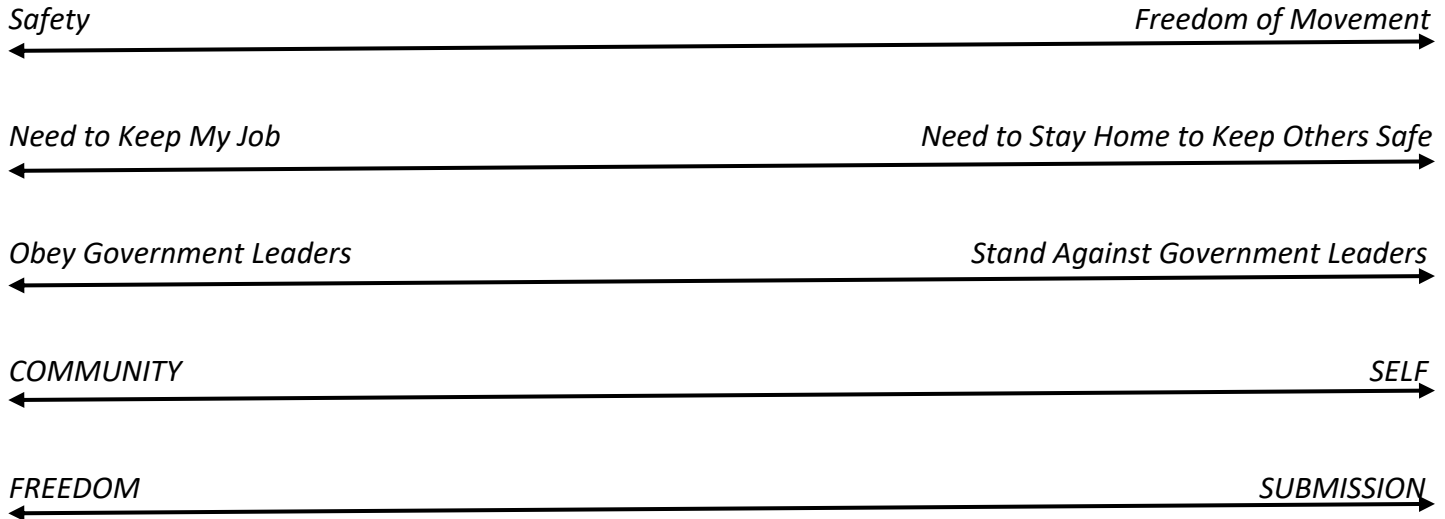 Safety Freedom of Movement
Need to Keep My Job Need to Stay Home to Keep Others Safe
Obey Government Leaders Stand Against Government Leaders
COMMUNITY SELF
FREEDOM SUBMISSION